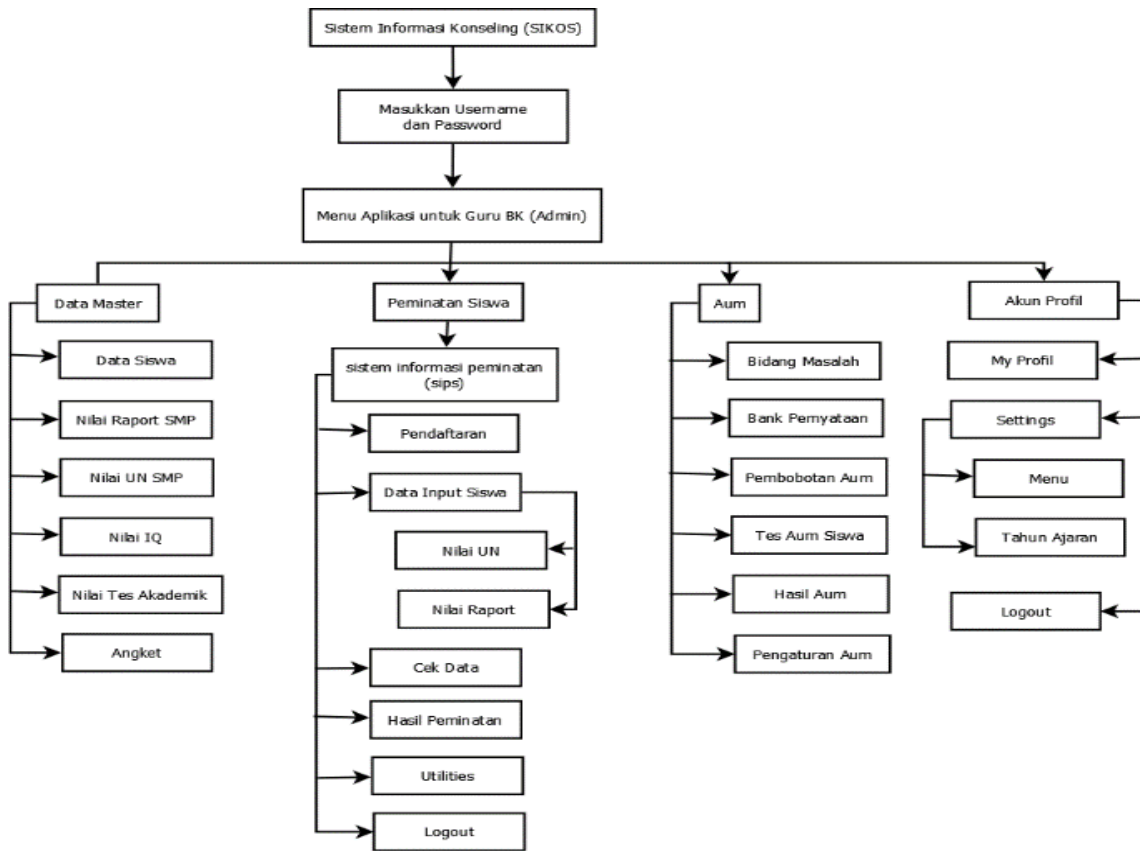 Sistem Informasi Konseling (SIKOS)
Masukkan Username
dan Password
Menu Aplikasi untuk Guru BK (Admin)
Data Master
Data Siswa
Nilai Raport SMP
Nilai UN SMP
Nilai IQ
Nilai Tes Akademik
Angket
Peminatan Siswa
sistem informasi peminatan
(sips)
Pendaftaran
Data Input Siswa
Nilai UN
Nilai Raport
Cek Data
Hasil Peminatan
Utilities
Logout
Aum
Bidang Masalah
Bank Pernyataan
Pembobotan Aum
Tes Aum Siswa
Hasil Aum
Pengaturan Aum
Akun Profil
My Profil
Settings
Menu
Tahun Ajaran
Logout